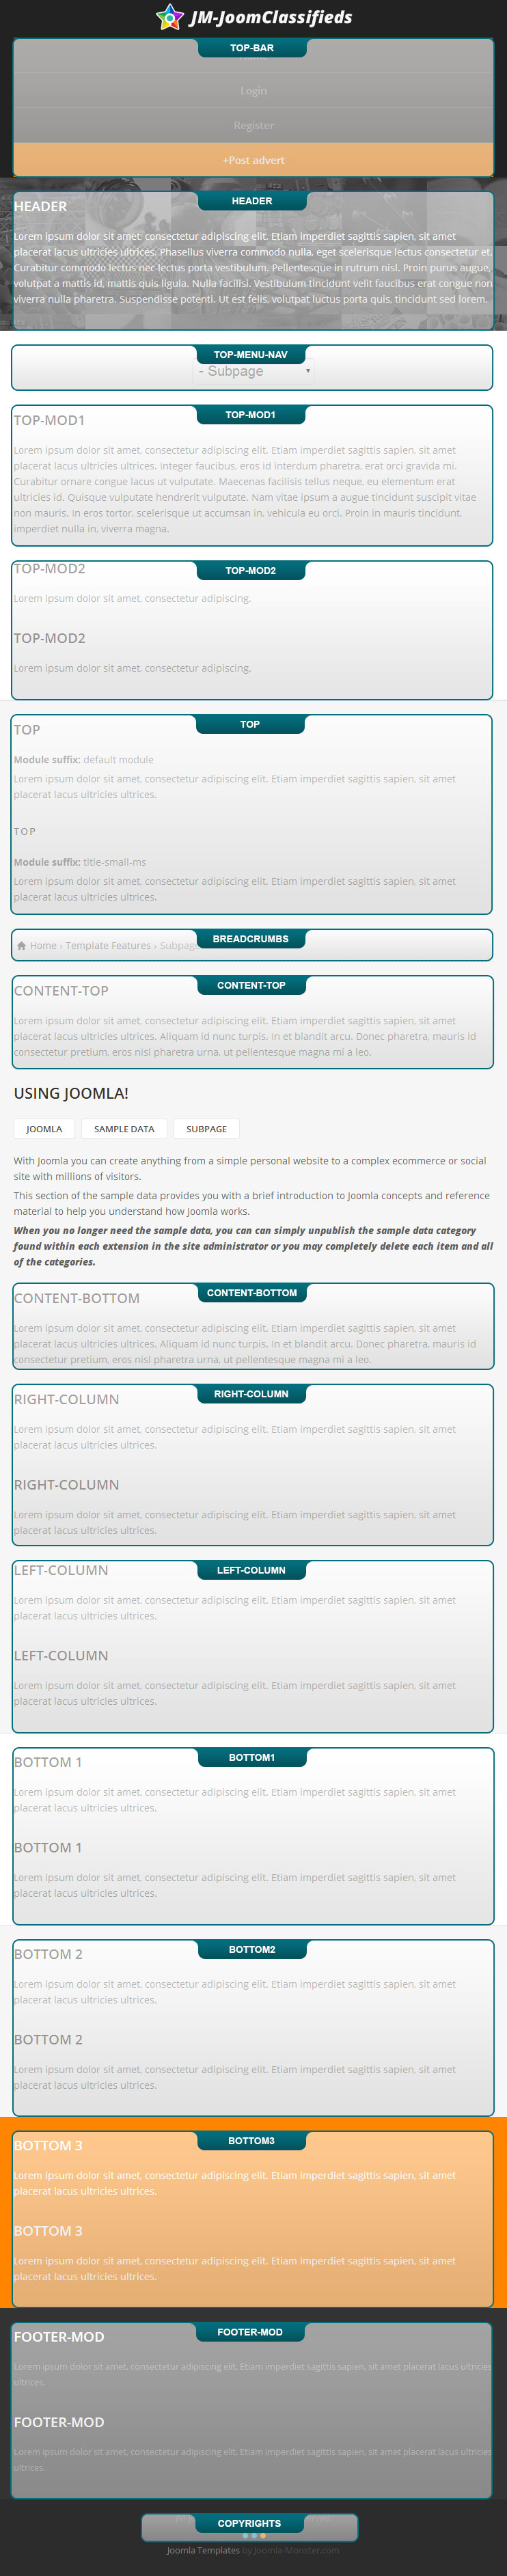 JM-JoomClassifieds
TOP-BAR
Home
Login
Register
+Post advert
HEADER
HEADER
Lorem ipsum dolor sit amet, consectetur adipiscing elit. Etiam imperdiet sagittis sapien, sit amet
placerat lacus ultricies ultrices. Phasellus viverra commodo nulla, eget scelerisque lectus consectetur et.
Curabitur commodo lectus nec lectus porta vestibulum. Pellentesque in rutrum nisl. Proin purus augue,
volutpat a mattis id, mattis quis ligula. Nulla facilisi. Vestibulum tincidunt velit faucibus erat congue non
viverra nulla pharetra. Suspendisse potenti. Ut est felis, volutpat luctus porta quis, tincidunt sed lorem.
TOP-MENU-NAV
- Subpage
TOP-MOD1
TOP-MOD1
Lorem ipsum dolor sit amet, consectetur adipiscing elit. Etiam imperdiet sagittis sapien, sit amet
placerat lacus ultricies ultrices. Integer faucibus, eros id interdum pharetra, erat orci gravida mi.
Curabitur ornare congue lacus ut vulputate. Maecenas facilisis tellus neque, eu elementum erat
ultricies id. Quisque vulputate hendrerit vulputate. Nam vitae ipsum a augue tincidunt suscipit vitae
non mauris. In eros tortor, scelerisque ut accumsan in, vehicula eu orci. Proin in mauris tincidunt,
imperdiet nulla in, viverra magna.
TOP-MOD2
TOP-MOD2
Lorem ipsum dolor sit amet, consectetur adipiscing.
TOP-MOD2
Lorem ipsum dolor sit amet, consectetur adipiscing.
TOP
TOP
Module suffix: default module
Lorem ipsum dolor sit amet, consectetur adipiscing elit. Etiam imperdiet sagittis sapien, sit amet
placerat lacus ultricies ultrices.
TOP
Module suffix: title-small-ms
Lorem ipsum dolor sit amet, consectetur adipiscing elit. Etiam imperdiet sagittis sapien, sit amet
placerat lacus ultricies ultrices.
BREADCRUMBS
Home › Template Features › Subpage
CONTENT-TOP
CONTENT-TOP
Lorem ipsum dolor sit amet, consectetur adipiscing elit. Etiam imperdiet sagittis sapien, sit amet
placerat lacus ultricies ultrices. Aliquam id nunc turpis. In et blandit arcu. Donec pharetra, mauris id
consectetur pretium, eros nisl pharetra urna, ut pellentesque magna mi a leo.
USING JOOMLA!
JOOMLA SAMPLE DATA SUBPAGE
With Joomla you can create anything from a simple personal website to a complex ecommerce or social
site with millions of visitors.
This section of the sample data provides you with a brief introduction to Joomla concepts and reference
material to help you understand how Joomla works.
When you no longer need the sample data, you can can simply unpublish the sample data category
found within each extension in the site administrator or you may completely delete each item and all
of the categories.
CONTENT-BOTTOM
CONTENT-BOTTOM
Lorem ipsum dolor sit amet, consectetur adipiscing elit. Etiam imperdiet sagittis sapien, sit amet
placerat lacus ultricies ultrices. Aliquam id nunc turpis. In et blandit arcu. Donec pharetra, mauris id
consectetur pretium, eros nisl pharetra urna, ut pellentesque magna mi a leo.
RIGHT-COLUMN
RIGHT-COLUMN
Lorem ipsum dolor sit amet, consectetur adipiscing elit. Etiam imperdiet sagittis sapien, sit amet
placerat lacus ultricies ultrices.
RIGHT-COLUMN
Lorem ipsum dolor sit amet, consectetur adipiscing elit. Etiam imperdiet sagittis sapien, sit amet
placerat lacus ultricies ultrices.
LEFT-COLUMN
LEFT-COLUMN
Lorem ipsum dolor sit amet, consectetur adipiscing elit. Etiam imperdiet sagittis sapien, sit amet
placerat lacus ultricies ultrices.
LEFT-COLUMN
Lorem ipsum dolor sit amet, consectetur adipiscing elit. Etiam imperdiet sagittis sapien, sit amet
placerat lacus ultricies ultrices.
BOTTOM1
BOTTOM 1
Lorem ipsum dolor sit amet, consectetur adipiscing elit. Etiam imperdiet sagittis sapien, sit amet
placerat lacus ultricies ultrices.
BOTTOM 1
Lorem ipsum dolor sit amet, consectetur adipiscing elit. Etiam imperdiet sagittis sapien, sit amet
placerat lacus ultricies ultrices.
BOTTOM2
BOTTOM 2
Lorem ipsum dolor sit amet, consectetur adipiscing elit. Etiam imperdiet sagittis sapien, sit amet
placerat lacus ultricies ultrices.
BOTTOM 2
Lorem ipsum dolor sit amet, consectetur adipiscing elit. Etiam imperdiet sagittis sapien, sit amet
placerat lacus ultricies ultrices.
BOTTOM3
BOTTOM 3
Lorem ipsum dolor sit amet, consectetur adipiscing elit. Etiam imperdiet sagittis sapien, sit amet
placerat lacus ultricies ultrices.
BOTTOM 3
Lorem ipsum dolor sit amet, consectetur adipiscing elit. Etiam imperdiet sagittis sapien, sit amet
placerat lacus ultricies ultrices.
FOOTER-MOD
FOOTER-MOD
Lorem ipsum dolor sit amet, consectetur adipiscing elit. Etiam imperdiet sagittis sapien, sit amet placerat lacus ultricies
ultrices.
FOOTER-MOD
Lorem ipsum dolor sit amet, consectetur adipiscing elit. Etiam imperdiet sagittis sapien, sit amet placerat lacus ultricies
ultrices.
COPYRIGHTS
Joomla Templates by Joomla-Monster.com